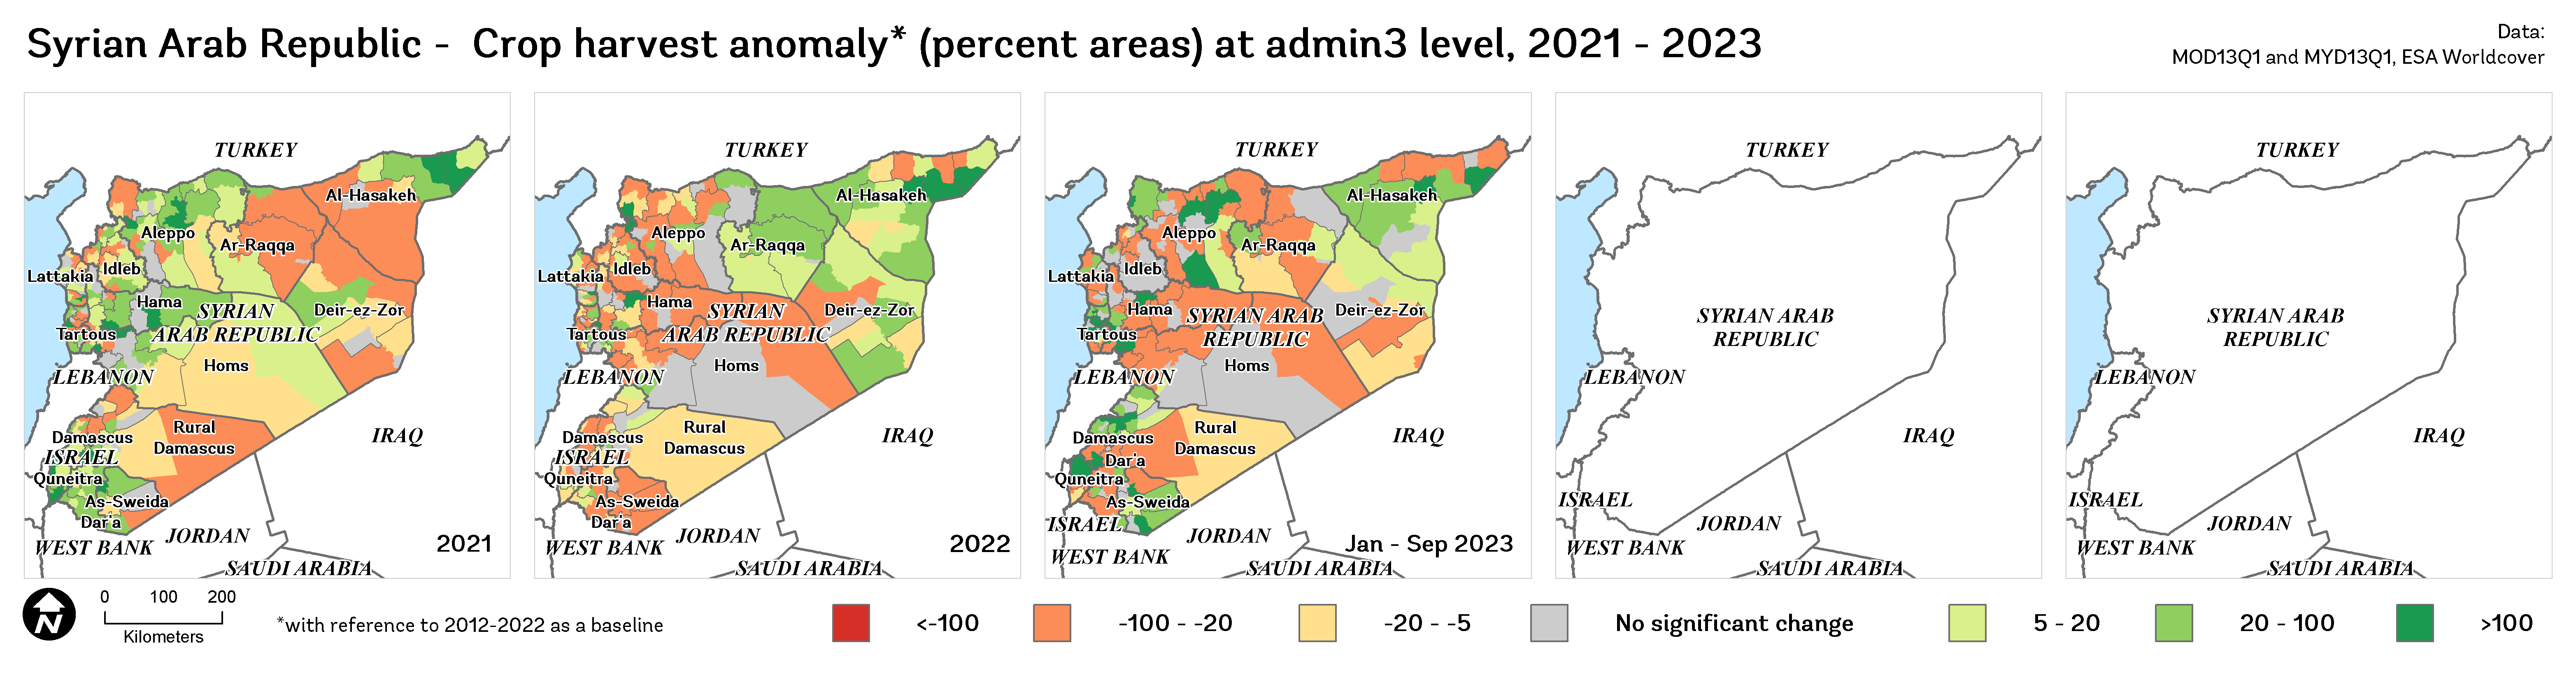 Syrian Arab Republic - Crop harvest anomaly* (percent areas) at admin3 level, 2021 - 2023
Data:
MOD13Q1 and MYD13Q1, ESA Worldcover
TURKEY
Al-Hasakeh
Aleppo
Ar-Raqqa
Lattakia
Idleb
Hama
SYRIAN
ARAB REPUBLIC
Deir-ez-Zor
Tartous
Homs
LEBANON
Rural
Damascus
Damascus
IRAQ
ISRAEL
Quneitra
As-Sweida
Dar'a
JORDAN
WEST BANK
2021
SAUDI ARABIA
TURKEY
Al-Hasakeh
Aleppo
Ar-Raqqa
Lattakia
Idleb
Hama
SYRIAN
ARAB REPUBLIC
Deir-ez-Zor
Tartous
Homs
LEBANON
Rural
Damascus
Damascus
IRAQ
ISRAEL
Quneitra
As-Sweida
Dar'a
JORDAN
WEST BANK
2022
SAUDI ARABIA
TURKEY
Al-Hasakeh
Aleppo
Ar-Raqqa
Lattakia
Idleb
Hama
SYRIAN ARAB
REPUBLIC
Deir-ez-Zor
Tartous
Homs
LEBANON
Rural
Damascus
Damascus
IRAQ
Dar'a
Quneitra
As-Sweida
ISRAEL
JORDAN
WEST BANK
Jan - Sep 2023
SAUDI ARABIA
TURKEY
SYRIAN ARAB
REPUBLIC
LEBANON
IRAQ
ISRAEL
JORDAN
WEST BANK
SAUDI ARABIA
TURKEY
SYRIAN ARAB
REPUBLIC
LEBANON
IRAQ
ISRAEL
JORDAN
WEST BANK
SAUDI ARABIA
N
0 100 200
Kilometers
*with reference to 2012-2022 as a baseline
<-100
-100 - -20
-20 - -5
No significant change
5 - 20
20 - 100
>100